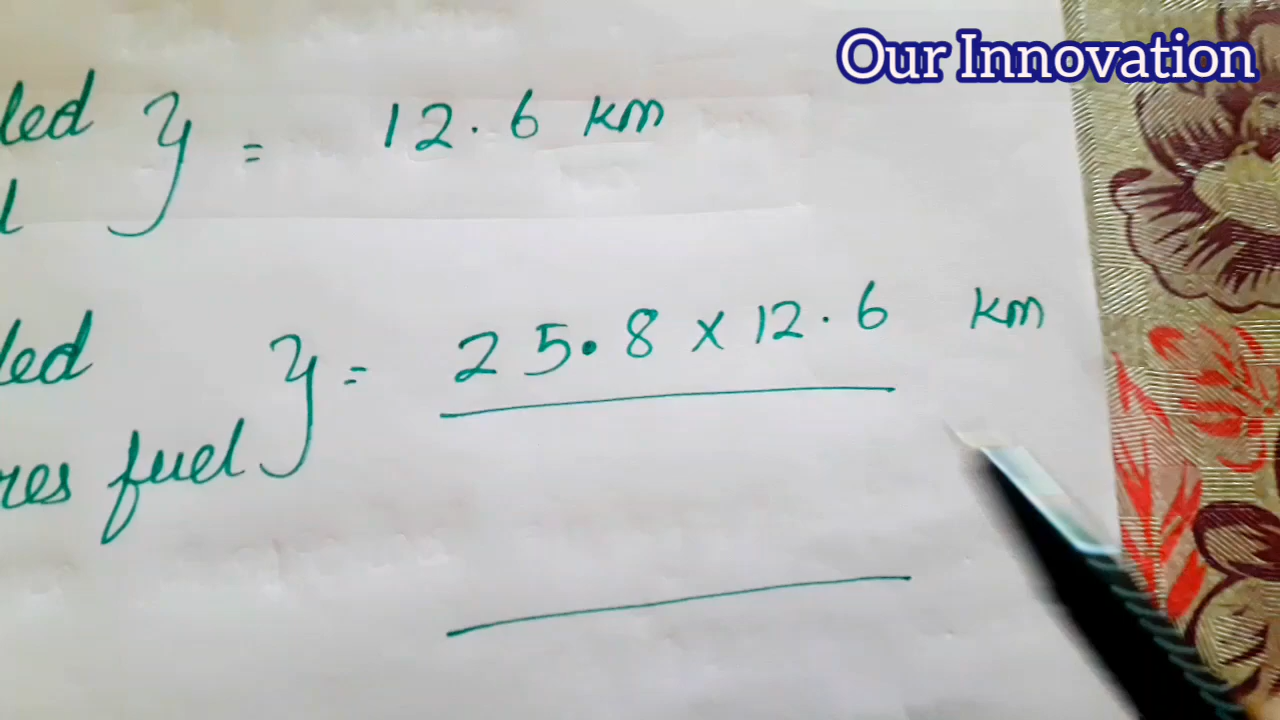 Our Innovation
led } = 12.6 km
l
led } = 25.8 x 12.6 km
res fuel